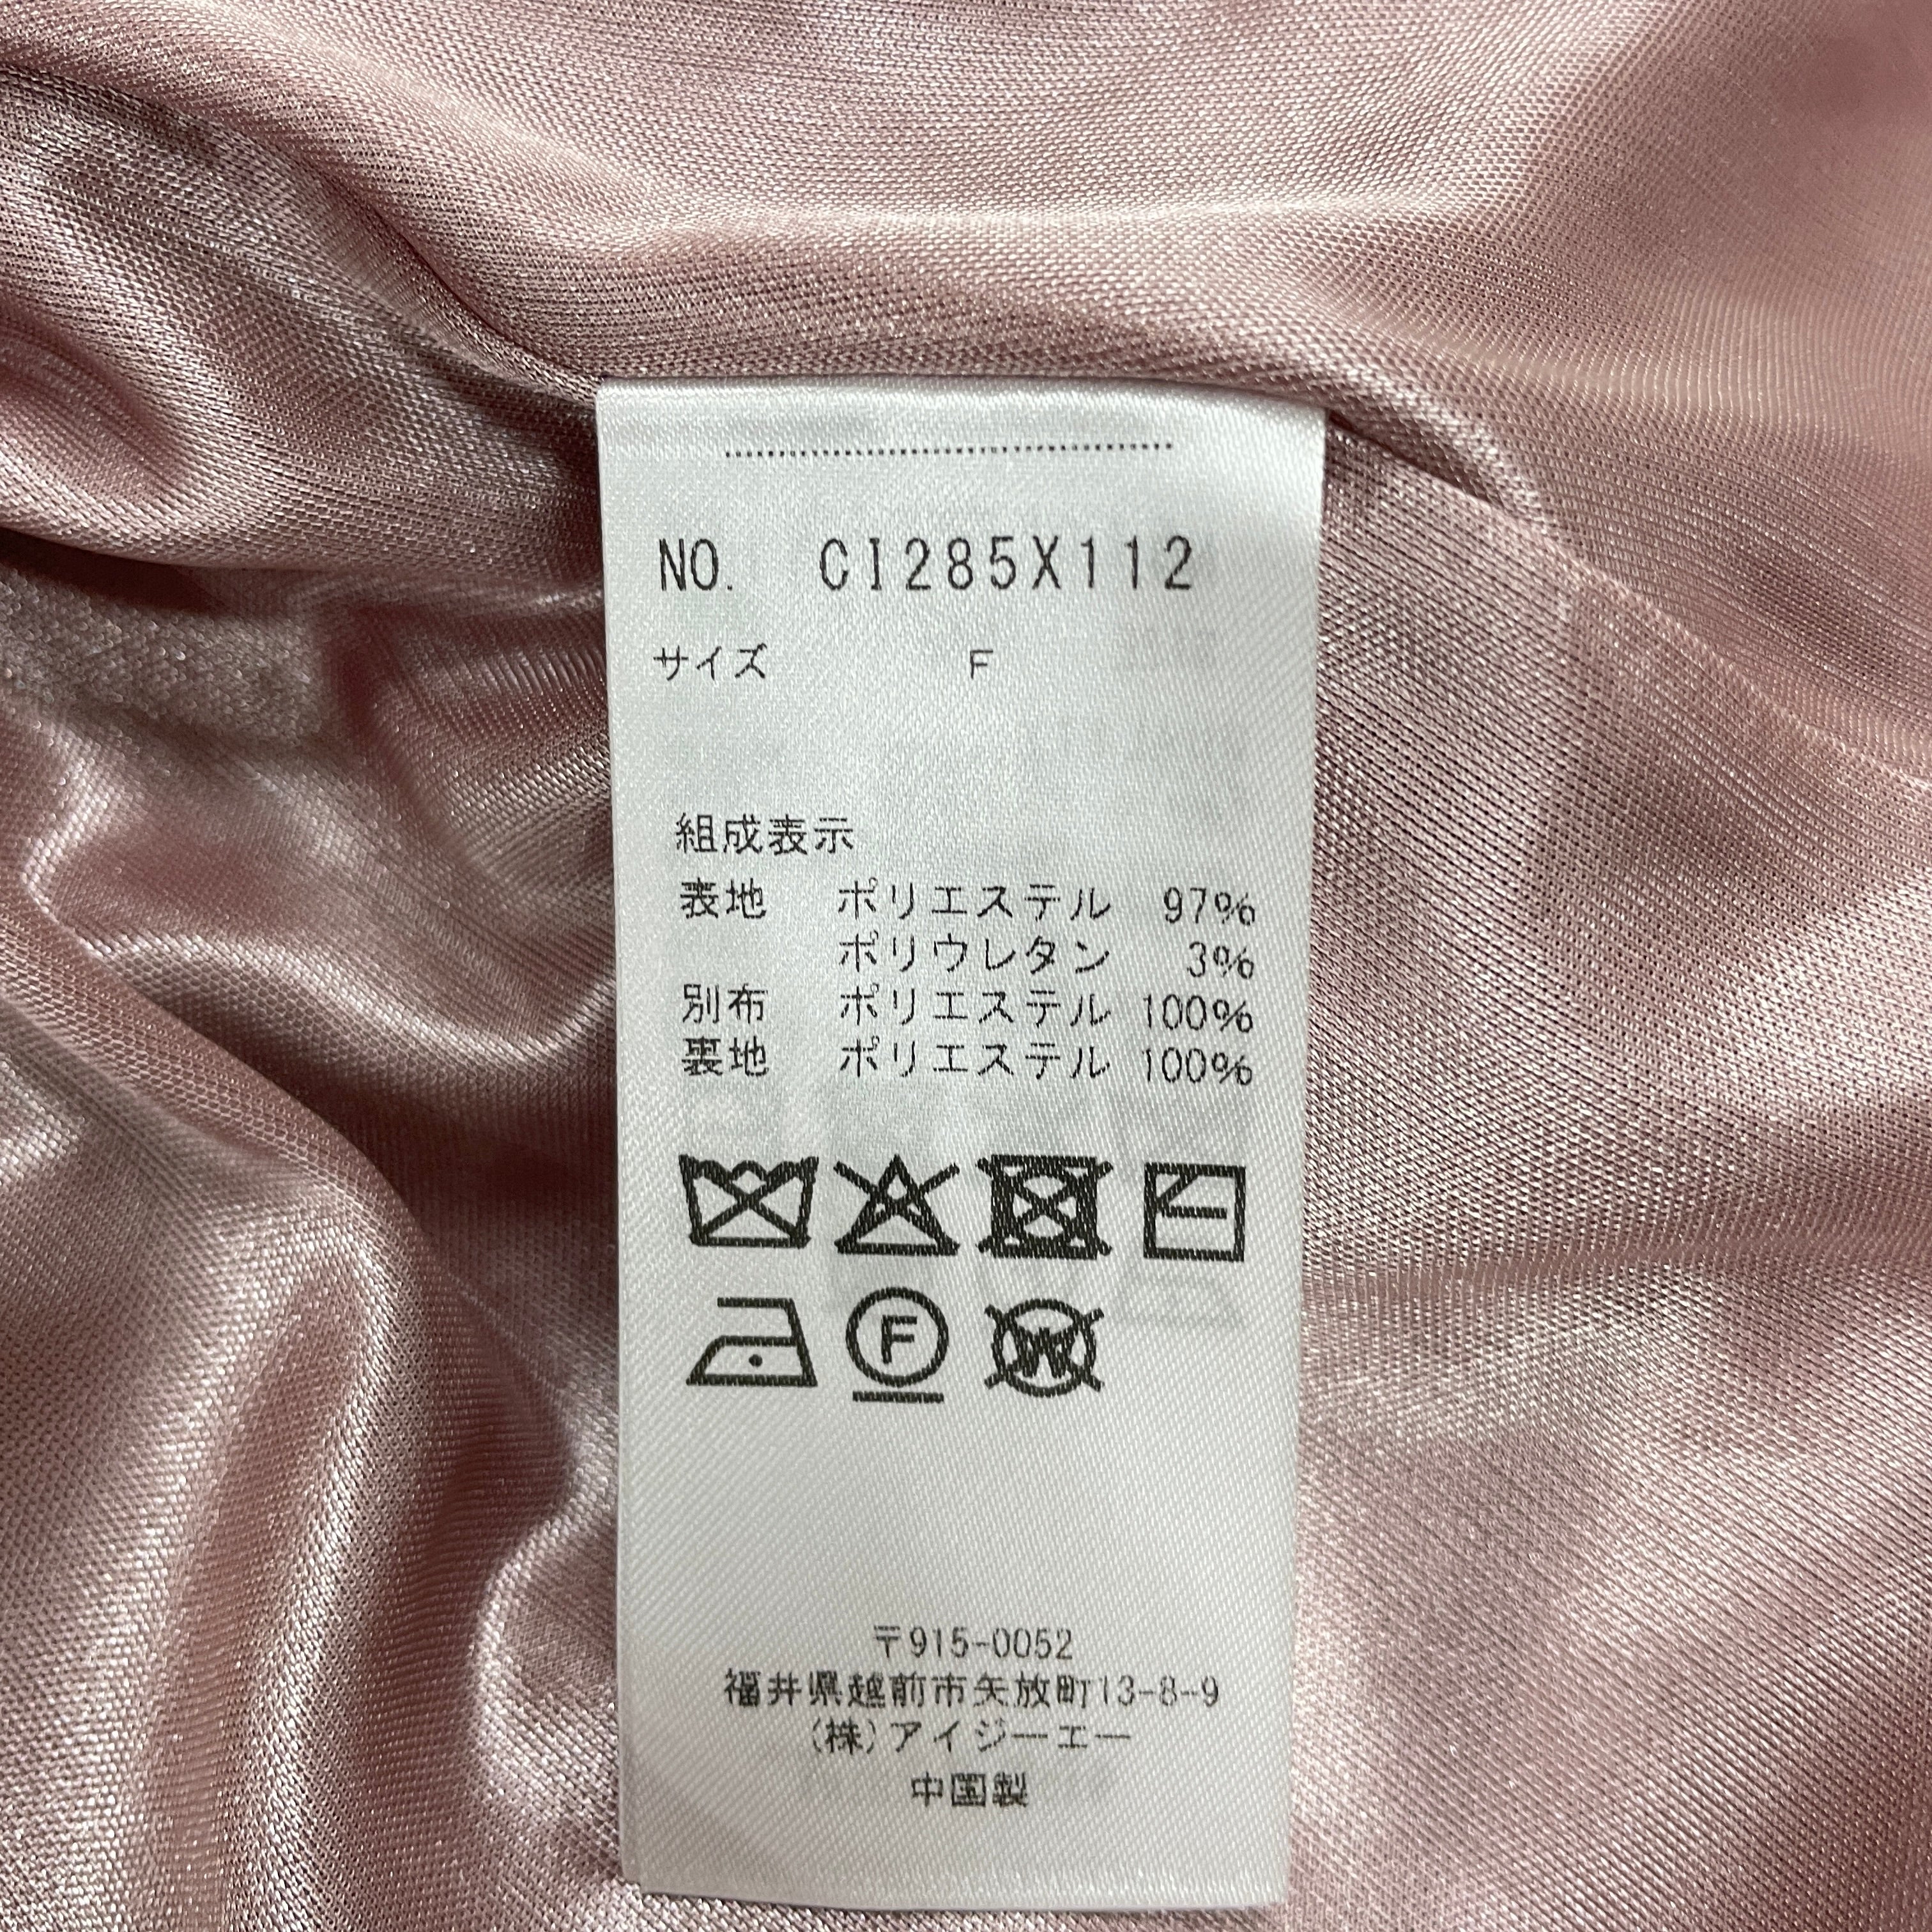 NO. CI285X112
サイズ F
組成表示
表地 ポリエステル 97%
ポリウレタン 3%
別布 ポリエステル 100%
裏地 ポリエステル 100%
F
W
〒915-0052
福井県越前市矢放町13-8-9
(株)アイジーエー
中国製